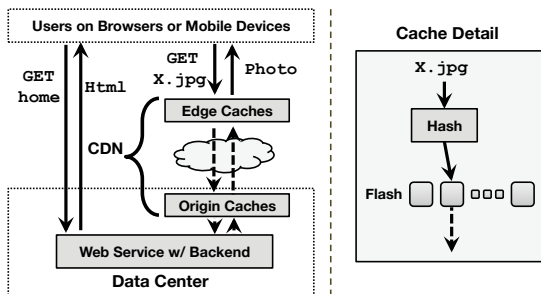 Users on Browsers or Mobile Devices
GET
home
Html
GET
X.jpg
Photo
CDN
Edge Caches
Origin Caches
Web Service w/ Backend
Data Center
Cache Detail
X.jpg
Hash
Flash